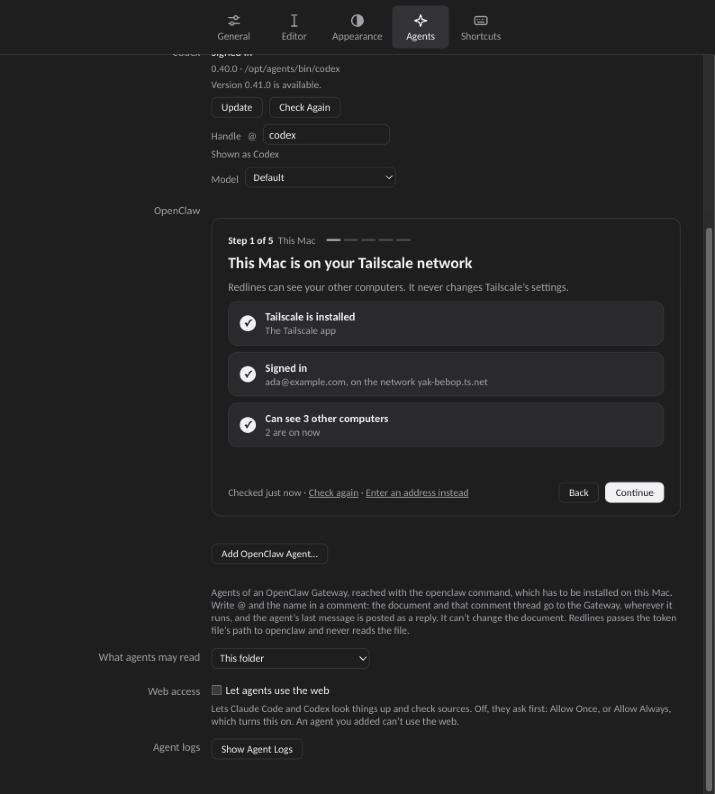 General
Editor
Appearance
Agents
Shortcuts
Codex
Signed in
0.40.0 · /opt/agents/bin/codex
Version 0.41.0 is available.
Update
Check Again
Handle @ codex
Shown as Codex
Model Default
OpenClaw
Step 1 of 5 This Mac
This Mac is on your Tailscale network
Redlines can see your other computers. It never changes Tailscale's settings.
Tailscale is installed
The Tailscale app
Signed in
ada@example.com, on the network yak-bebop.ts.net
Can see 3 other computers
2 are on now
Checked just now · Check again · Enter an address instead
Back
Continue
Add OpenClaw Agent...
Agents of an OpenClaw Gateway, reached with the openclaw command, which has to be installed on this Mac.
Write @ and the name in a comment: the document and that comment thread go to the Gateway, wherever it
runs, and the agent's last message is posted as a reply. It can't change the document. Redlines passes the token
file's path to openclaw and never reads the file.
What agents may read This folder
Web access Let agents use the web
Lets Claude Code and Codex look things up and check sources. Off, they ask first: Allow Once, or Allow Always,
which turns this on. An agent you added can't use the web.
Agent logs Show Agent Logs